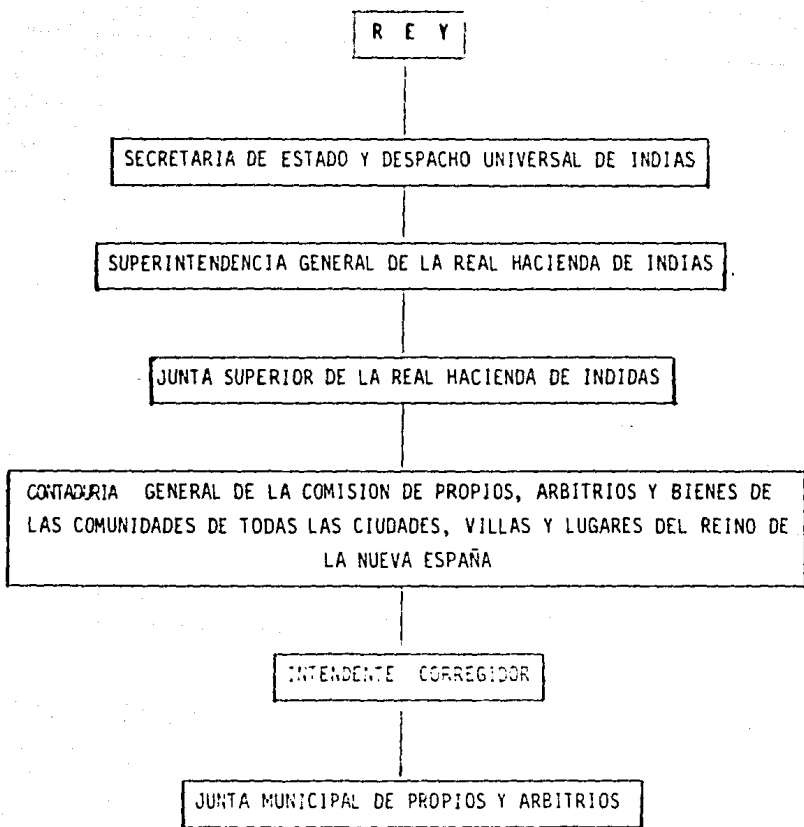 R E Y
SECRETARIA DE ESTADO Y DESPACHO UNIVERSAL DE INDIAS
SUPERINTENDENCIA GENERAL DE LA REAL HACIENDA DE INDIAS
JUNTA SUPERIOR DE LA REAL HACIENDA DE INDIDAS
CONTADURIA GENERAL DE LA COMISION DE PROPIOS, ARBITRIOS Y BIENES DE
LAS COMUNIDADES DE TODAS LAS CIUDADES, VILLAS Y LUGARES DEL REINO DE
LA NUEVA ESPAÑA
INTENDENTE CORREGIDOR
JUNTA MUNICIPAL DE PROPIOS Y ARBITRIOS